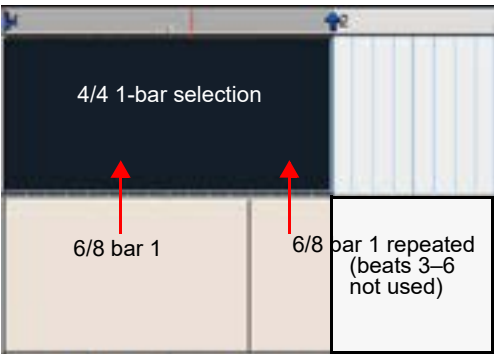 2
4/4 1-bar selection
6/8 bar 1
6/8 bar 1 repeated
(beats 3–6
not used)